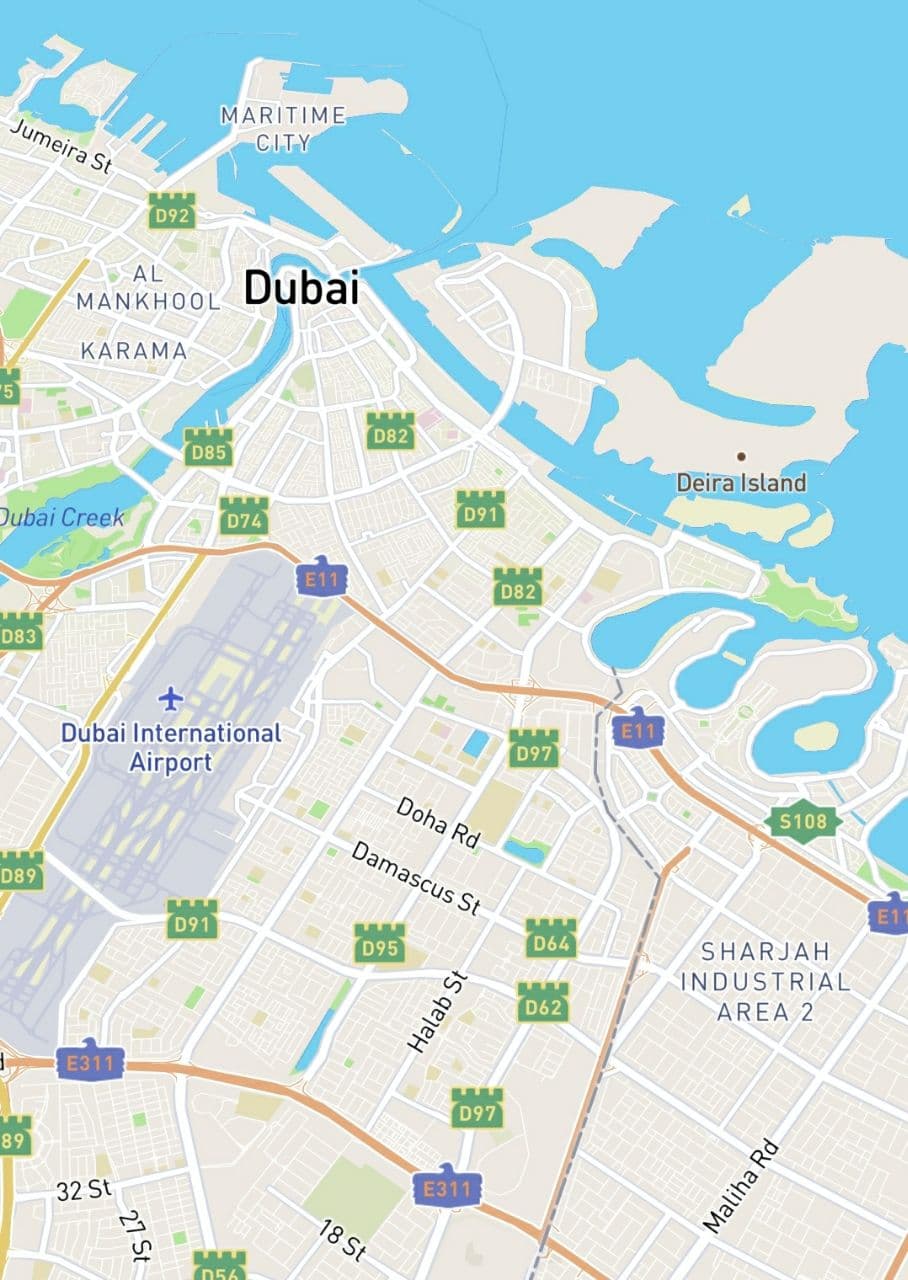 MARITIME
CITY
Jumeira St
D92
AL
MANKHOOL
Dubai
KARAMA
75
D82
D85
Deira Island
D74
D91
Dubai Creek
E11
D82
D83
Dubai International
Airport
E11
D97
Doha Rd
S108
Damascus St
D89
E11
D91
D95
D64
SHARJAH
INDUSTRIAL
AREA 2
D62
Halab St
E311
D97
89
E311
Maliha Rd
32 St
27 St
18 St
D56